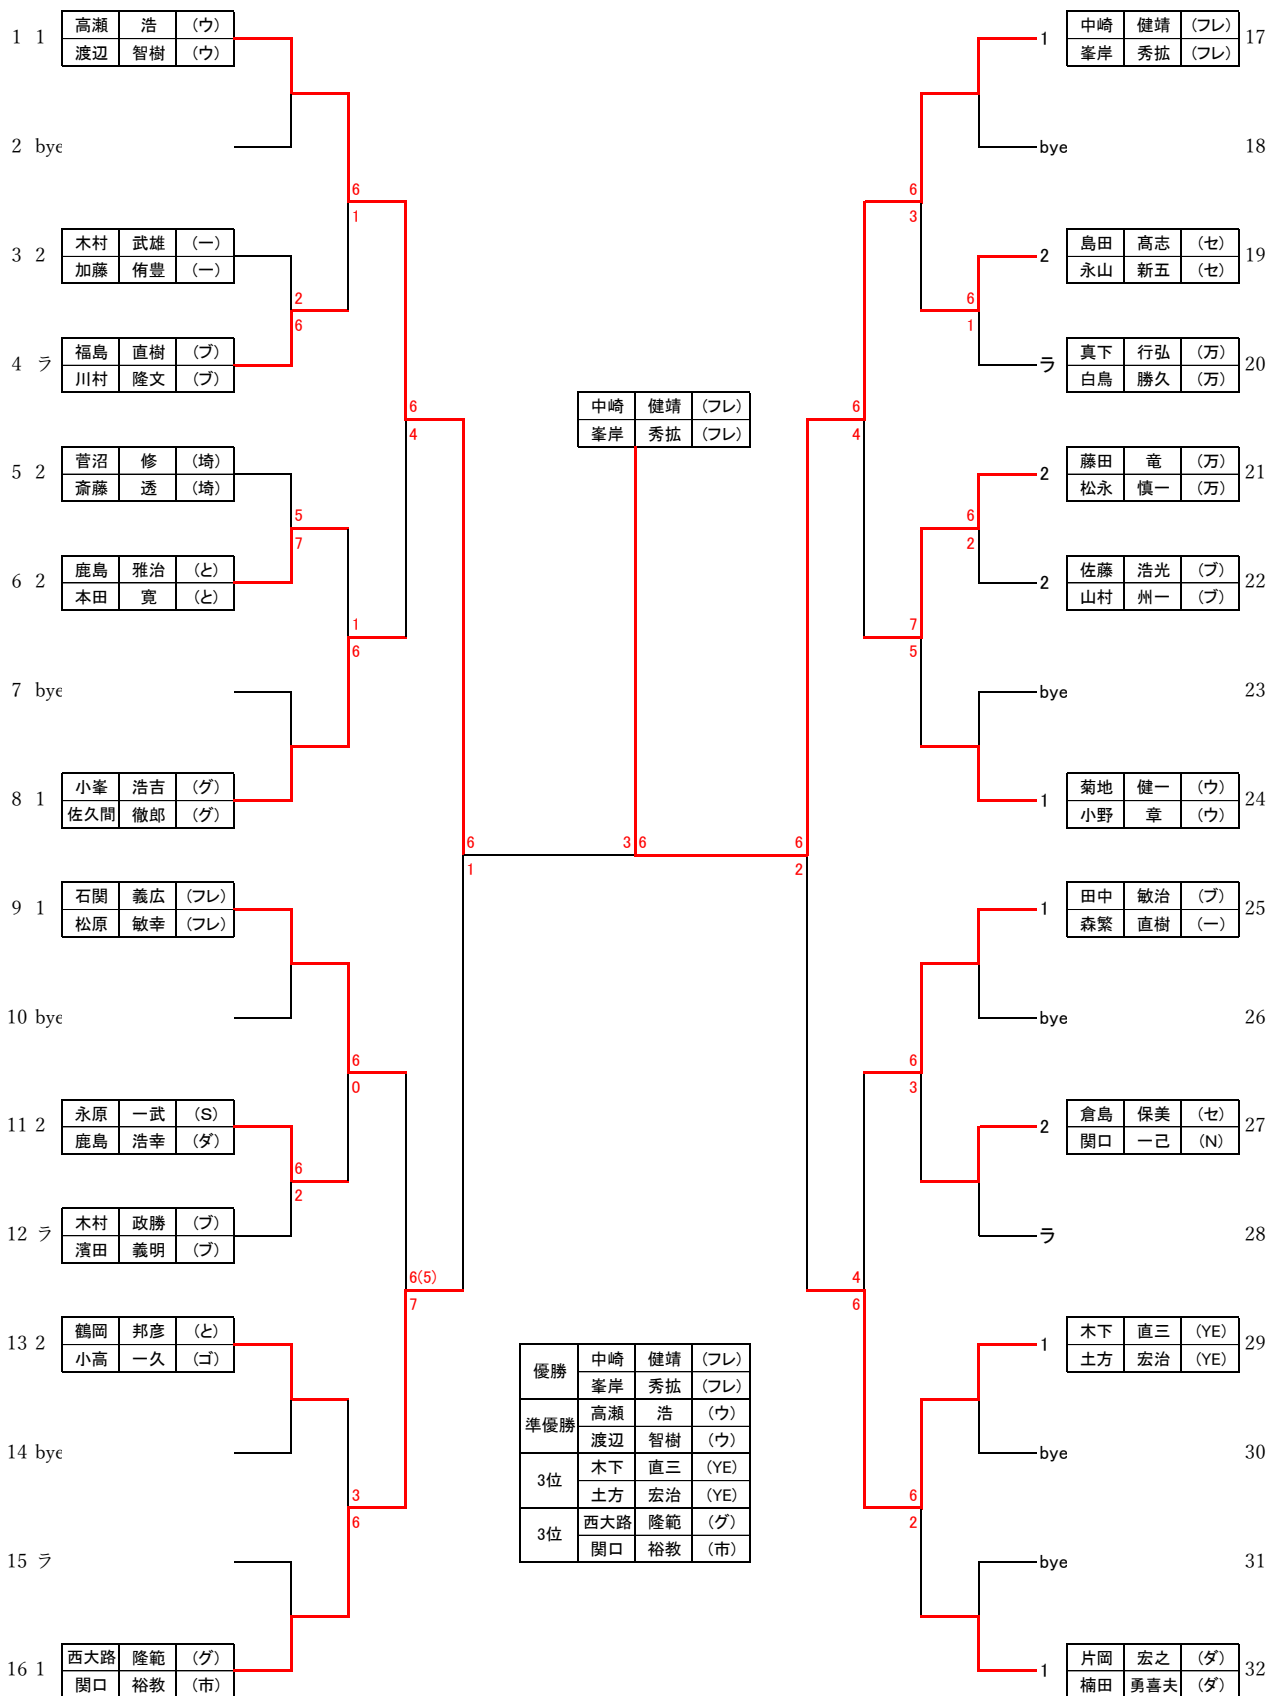 1 1 高瀬 浩 (ウ)
渡辺 智樹 (ウ)
2 bye
6
1
3 2 木村 武雄 (一)
加藤 侑豊 (一)
2
6
4 ラ 福島 直樹 (ブ)
川村 隆文 (ブ)
6
4
5 2 菅沼 修 (埼)
斎藤 透 (埼)
5
7
6 2 鹿島 雅治 (と)
本田 寛 (と)
1
6
7 bye
8 1 小峯 浩吉 (グ)
佐久間 徹郎 (グ)
6
1
9 1 石関 義広 (フレ)
松原 敏幸 (フレ)
10 bye
6
0
11 2 永原 一武 (S)
鹿島 浩幸 (ダ)
6
2
12 ラ 木村 政勝 (ブ)
濱田 義明 (ブ)
6(5)
7
13 2 鶴岡 邦彦 (と)
小高 一久 (ゴ)
14 bye
3
6
15 ラ
16 1 西大路 隆範 (グ)
関口 裕教 (市)
中崎 健靖 (フレ)
峯岸 秀拡 (フレ)
3 6
優勝 中崎 健靖 (フレ)
峯岸 秀拡 (フレ)
準優勝 高瀬 浩 (ウ)
渡辺 智樹 (ウ)
3位 木下 直三 (YE)
土方 宏治 (YE)
3位 西大路 隆範 (グ)
関口 裕教 (市)
1 中崎 健靖 (フレ) 17
峯岸 秀拡 (フレ)
bye 18
6
3
2 島田 髙志 (セ) 19
永山 新五 (セ)
6
1
ラ 真下 行弘 (万) 20
白鳥 勝久 (万)
6
4
2 藤田 竜 (万) 21
松永 慎一 (万)
6
2
2 佐藤 浩光 (ブ) 22
山村 州一 (ブ)
7
5
bye 23
1 菊地 健一 (ウ) 24
小野 章 (ウ)
6
2
1 田中 敏治 (ブ) 25
森繁 直樹 (一)
bye 26
6
3
2 倉島 保美 (セ) 27
関口 一己 (N)
ラ 28
4
6
1 木下 直三 (YE) 29
土方 宏治 (YE)
bye 30
6
2
bye 31
1 片岡 宏之 (ダ) 32
楠田 勇喜夫 (ダ)